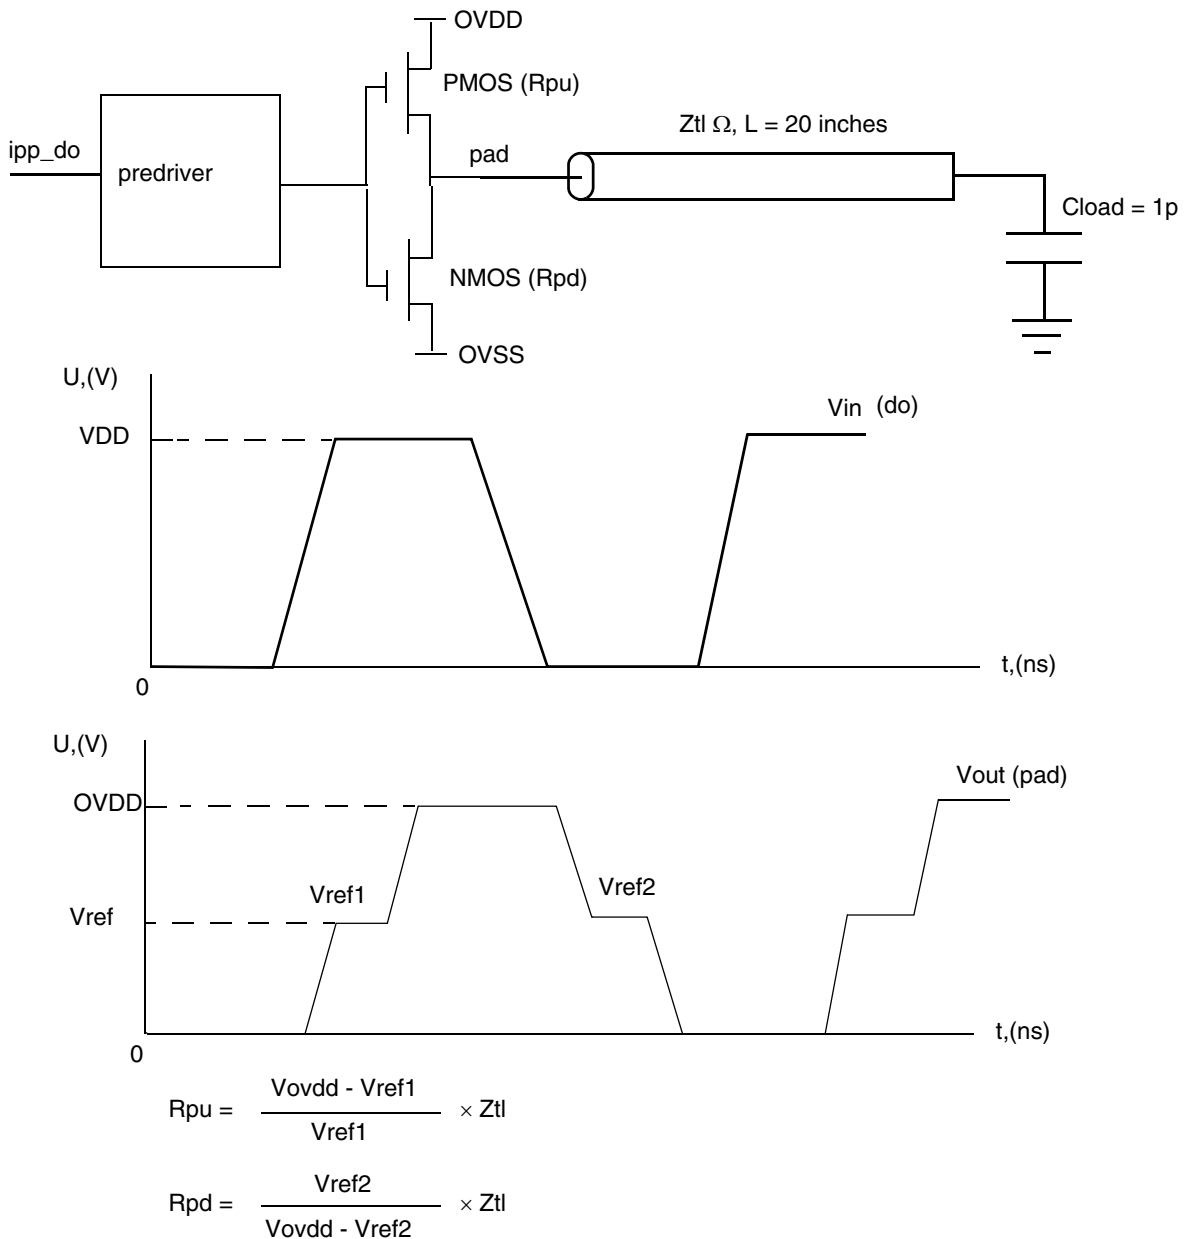 OVDD
PMOS (Rpu)
Ztl Ω, L = 20 inches
ipp_do
predriver
pad
Cload = 1p
NMOS (Rpd)
OVSS
U,(V)
VDD
Vin (do)
t,(ns)
0
U,(V)
OVDD
Vout (pad)
Vref1
Vref2
Vref
t,(ns)
0
Vovdd - Vref1
Rpu = × Ztl
Vref1
Vref2
Rpd = × Ztl
Vovdd - Vref2